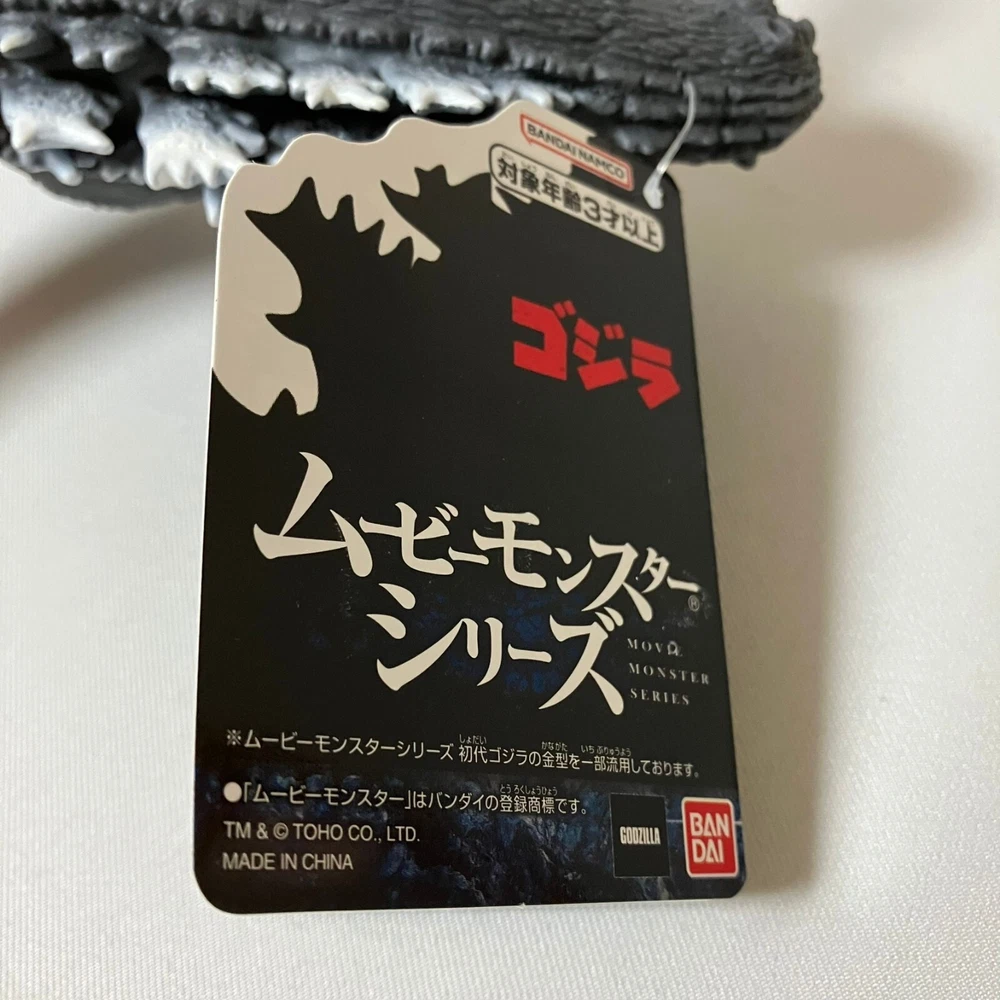 BANDAI NAMCO
対象年齢3才以上
ゴジラ
ムービーモンスター®
シリーズ
MOVIE
MONSTER
SERIES
※ムービーモンスターシリーズ 初代ゴジラの金型を一部流用しております。
●「ムービーモンスター」はバンダイの登録商標です。
TM & © TOHO CO., LTD.
MADE IN CHINA
GODZILLA
BAN
DAI